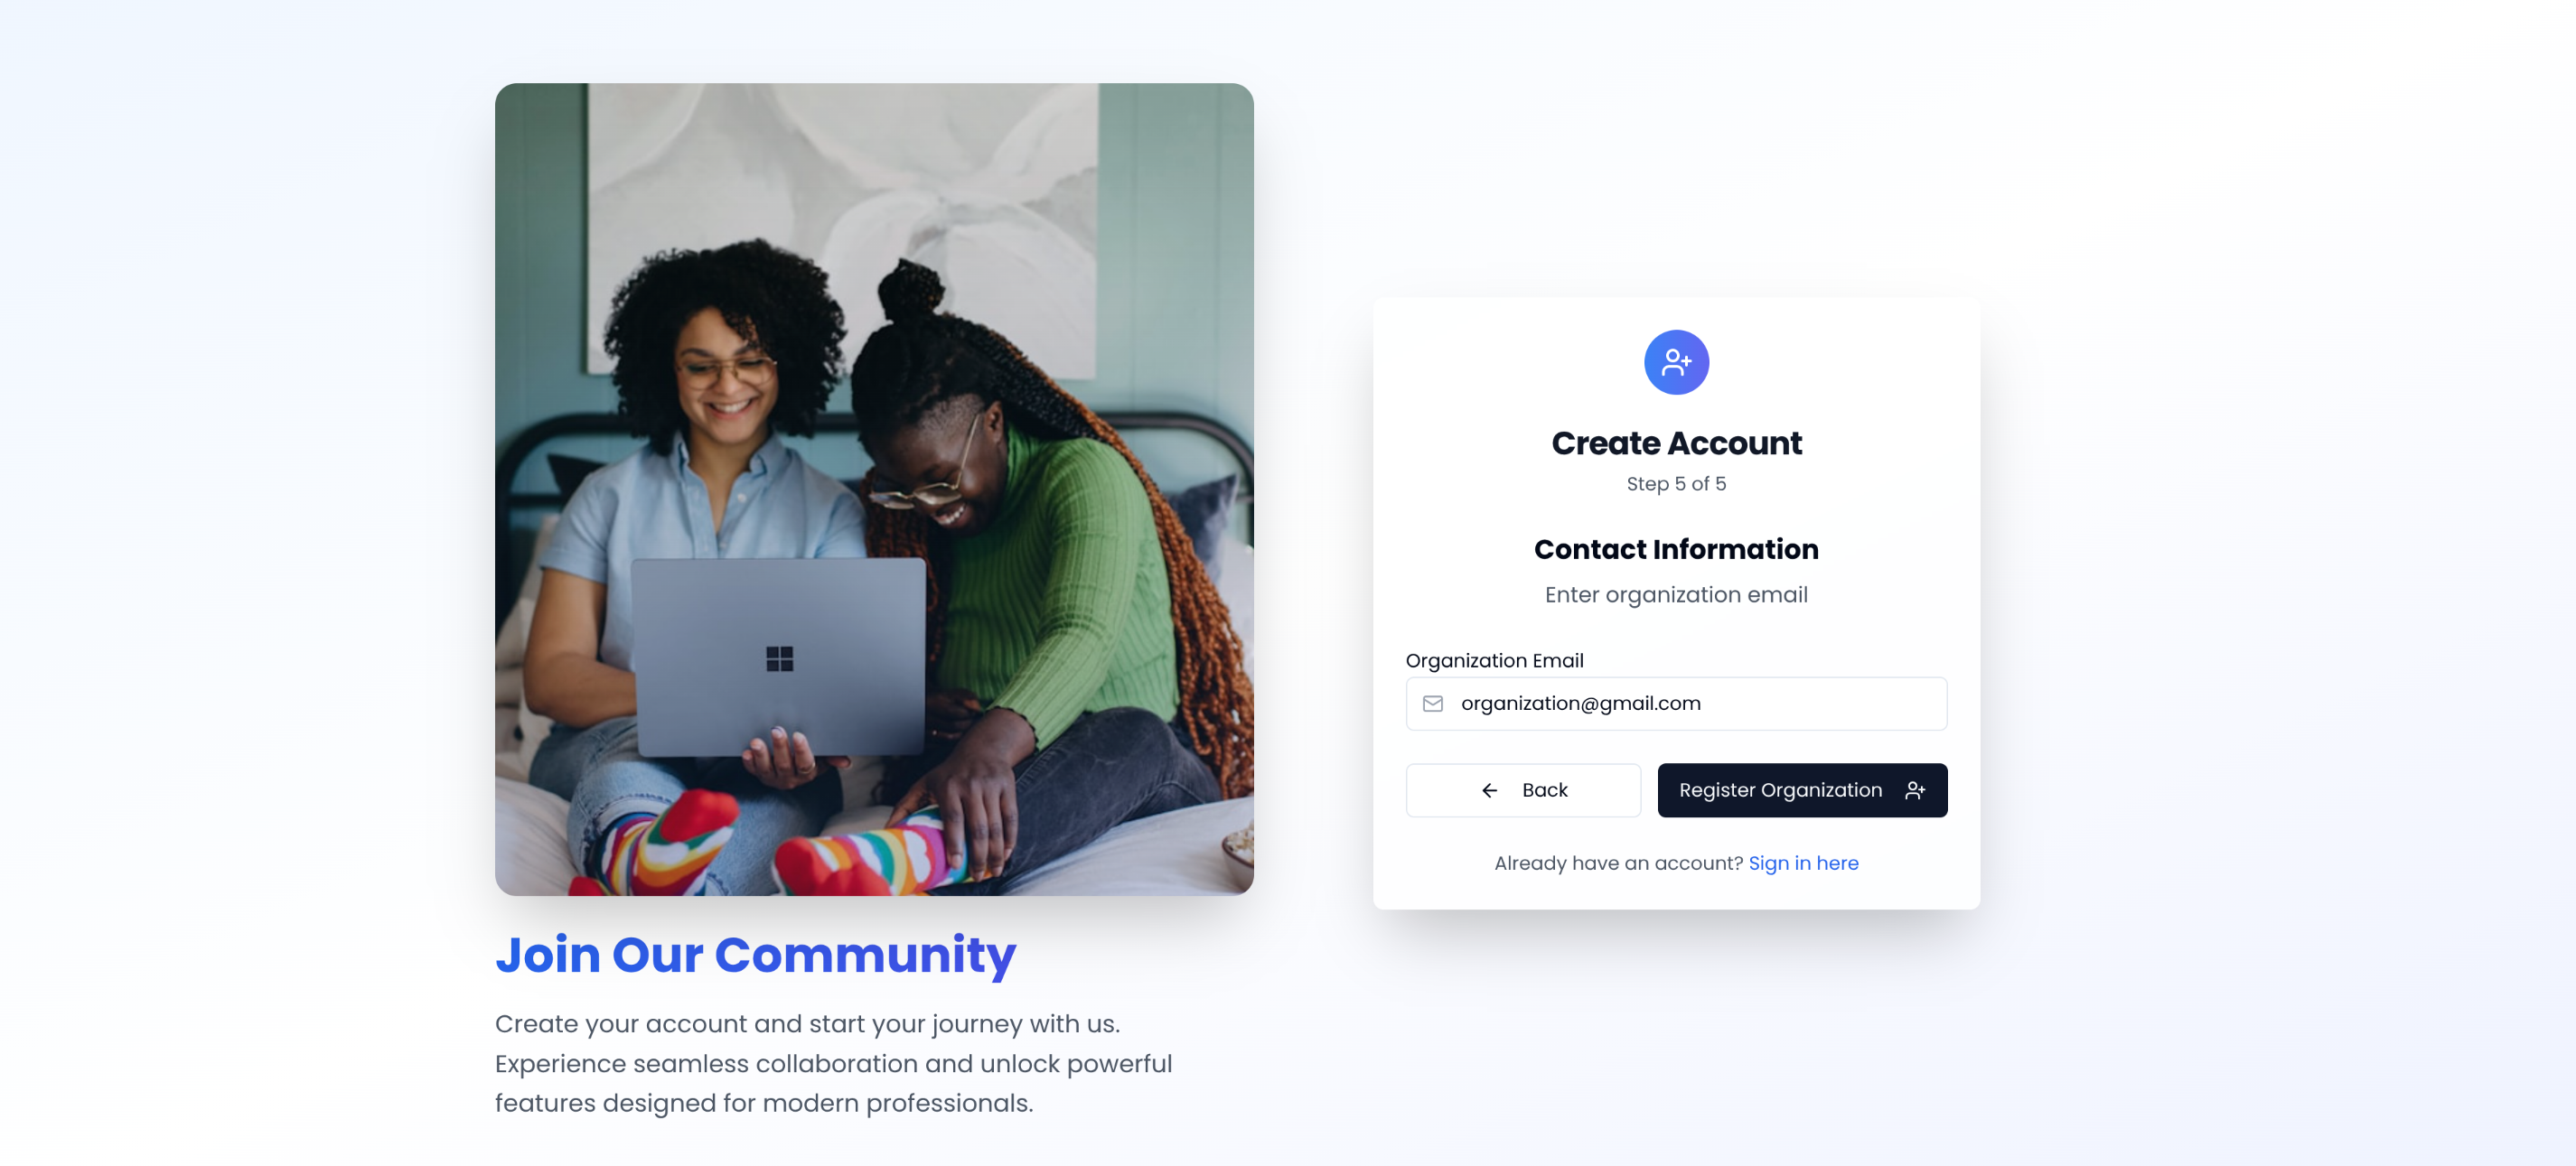 Join Our Community
Create your account and start your journey with us.
Experience seamless collaboration and unlock powerful
features designed for modern professionals.
Create Account
Step 5 of 5
Contact Information
Enter organization email
Organization Email
organization@gmail.com
Back
Register Organization
Already have an account? Sign in here